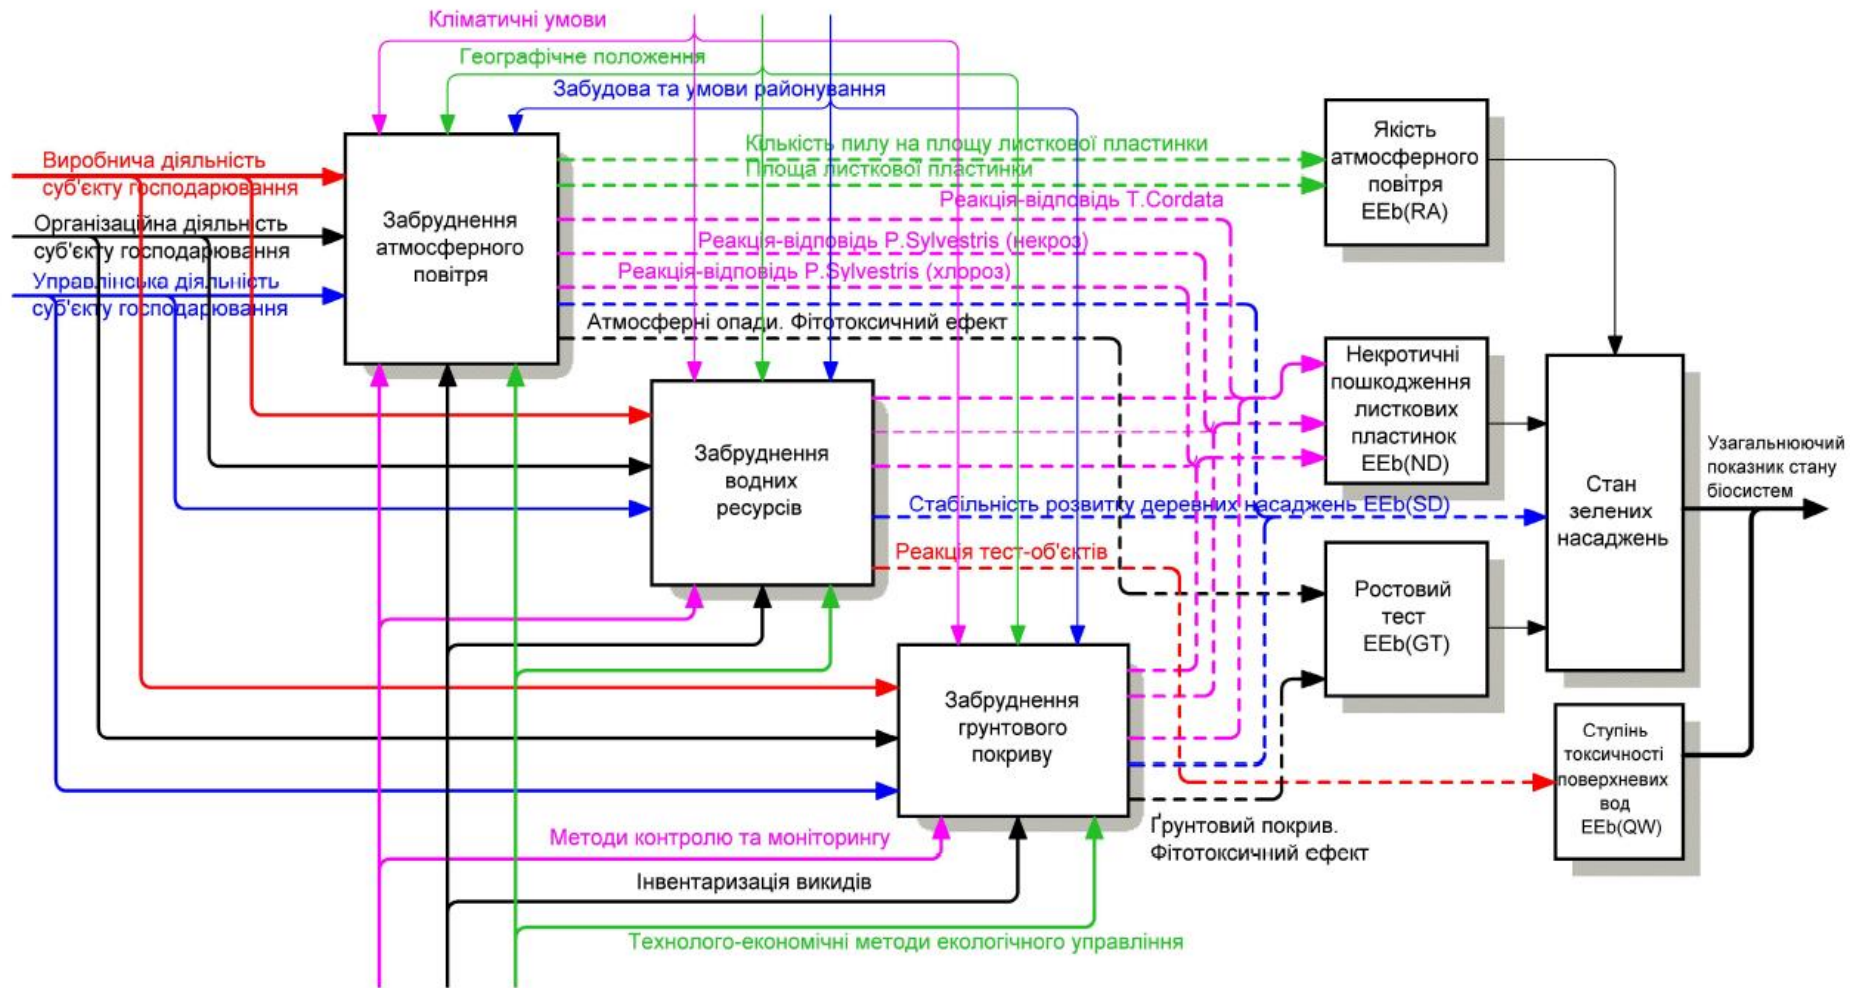 Кліматичні умови
Географічне положення
Забудова та умови районування
Виробнича діяльність
суб'єкту господарювання
Організаційна діяльність
суб'єкту господарювання
Управлінська діяльність
суб'єкту господарювання
Забруднення
атмосферного
повітря
Кількість пилу на площу листкової пластинки
Площа листкової пластинки
Реакція-відповідь T.Cordata
Реакція-відповідь P.Sylvestris (некроз)
Реакція-відповідь P.Sylvestris (хлороз)
Атмосферні опади. Фітотоксичний ефект
Якість
атмосферного
повітря
EEb(RA)
Некротичні
пошкодження
листкових
пластинок
EEb(ND)
Забруднення
водних
ресурсів
Стабільність розвитку деревних насаджень EEb(SD)
Реакція тест-об'єктів
Стан
зелених
насаджень
Узагальнюючий
показник стану
біосистем
Ростовий
тест
EEb(GT)
Забруднення
грунтового
покриву
Ступінь
токсичності
поверхневих
вод
EEb(QW)
Ґрунтовий покрив.
Фітотоксичний ефект
Методи контролю та моніторингу
Інвентаризація викидів
Технолого-економічні методи екологічного управління